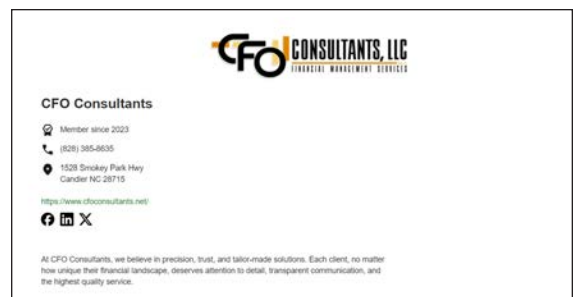 CFO CONSULTANTS, LLC
FINANCIAL MANAGEMENT SERVICES
CFO Consultants
Member since 2023
(828) 385-8635
1528 Smokey Park Hwy
Candler NC 28715
https://www.cfoconsultants.net/
At CFO Consultants, we believe in precision, trust, and tailor-made solutions. Each client, no matter
how unique their financial landscape, deserves attention to detail, transparent communication, and
the highest quality service.